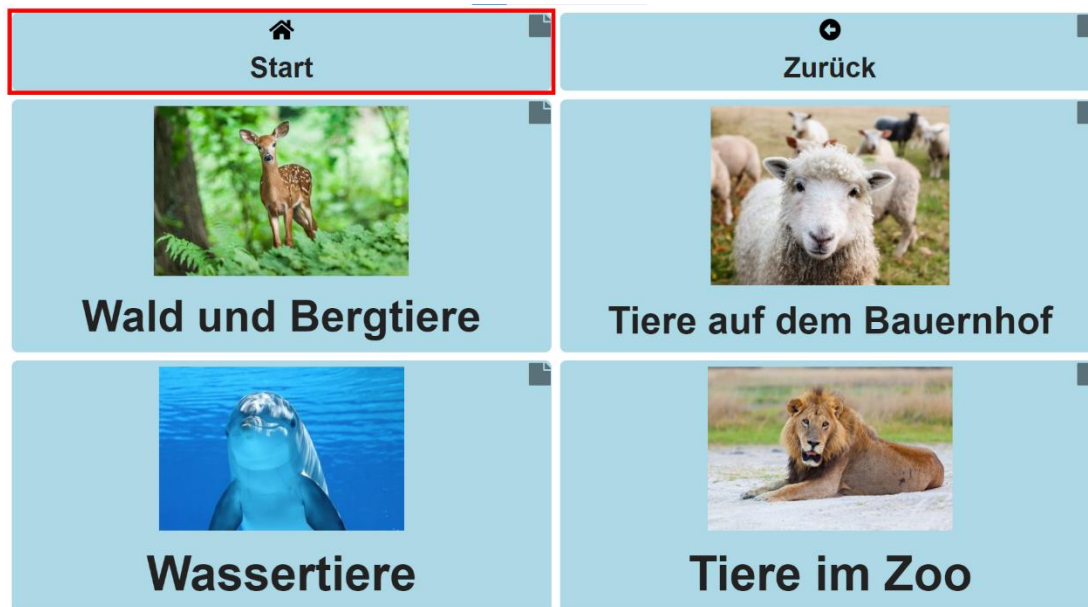 Start
Zurück
Wald und Bergtiere
Tiere auf dem Bauernhof
Wassertiere
Tiere im Zoo